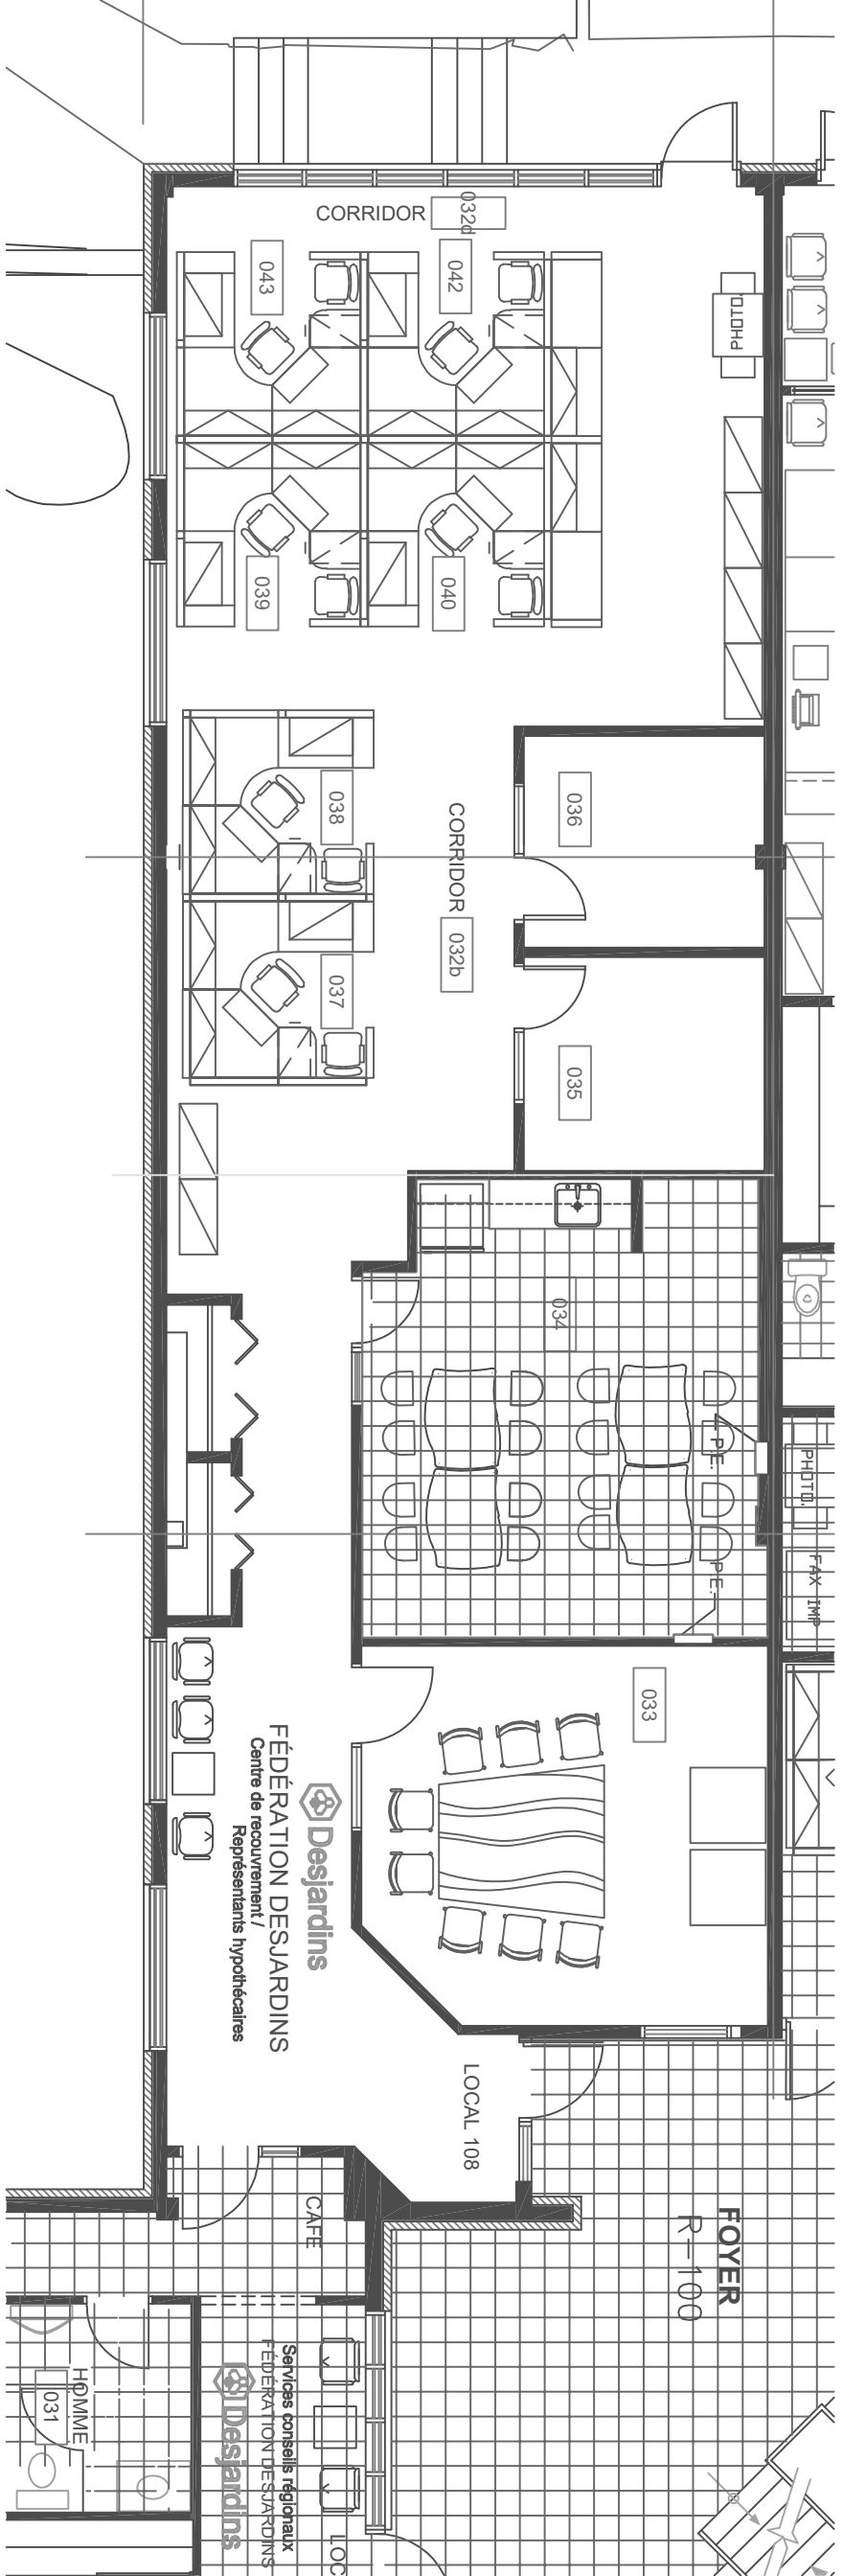 CORRIDOR 032d
043
042
PHOTO.
039
040
038
036
CORRIDOR 032b
037
035
034
P.E.
PHOTO.
P.E.
FAX IMP
033
Desjardins
FÉDÉRATION DESJARDINS
Centre de recouvrement /
Représentants hypothécaires
LOCAL 108
CAFE
FOYER
R-100
Services conseils régionaux
FÉDÉRATION DESJARDINS
Desjardins
HOMME
031
LOC